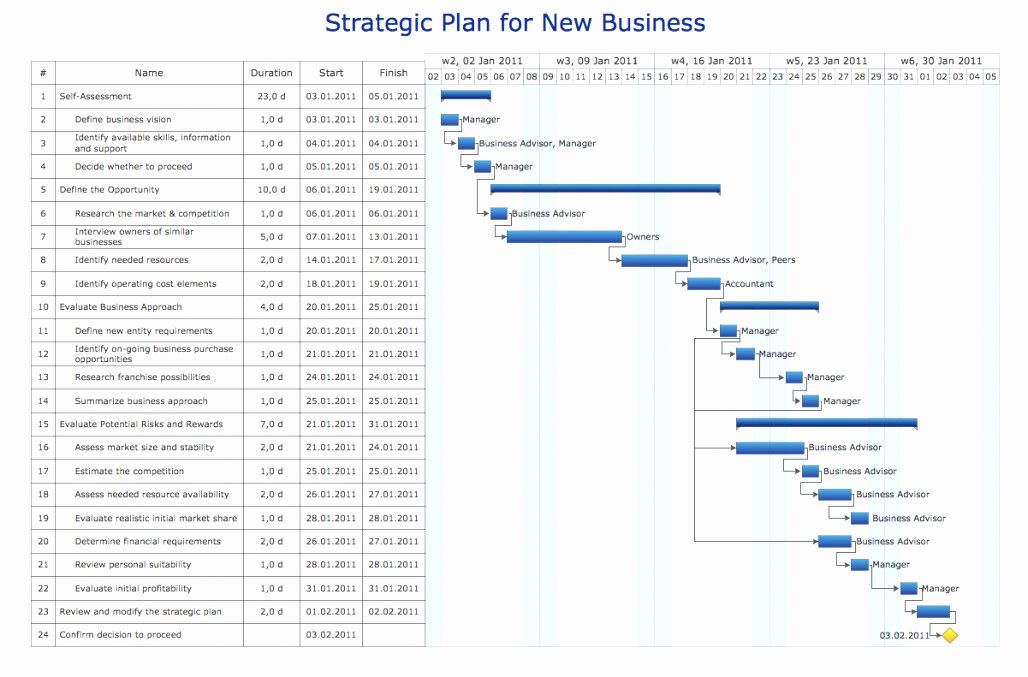 Strategic Plan for New Business
w2, 02 Jan 2011 w3, 09 Jan 2011 w4, 16 Jan 2011 w5, 23 Jan 2011 w6, 30 Jan 2011
# Name Duration Start Finish 02 03 04 05 06 07 08 09 10 11 12 13 14 15 16 17 18 19 20 21 22 23 24 25 26 27 28 29 30 31 01 02 03 04 05
1 Self-Assessment 23,0 d 03.01.2011 05.01.2011
2 Define business vision 1,0 d 03.01.2011 03.01.2011 Manager
3 Identify available skills, information
and support 1,0 d 04.01.2011 04.01.2011 Business Advisor, Manager
4 Decide whether to proceed 1,0 d 05.01.2011 05.01.2011 Manager
5 Define the Opportunity 10,0 d 06.01.2011 19.01.2011
6 Research the market & competition 1,0 d 06.01.2011 06.01.2011 Business Advisor
7 Interview owners of similar
businesses 5,0 d 07.01.2011 13.01.2011 Owners
8 Identify needed resources 2,0 d 14.01.2011 17.01.2011 Business Advisor, Peers
9 Identify operating cost elements 2,0 d 18.01.2011 19.01.2011 Accountant
10 Evaluate Business Approach 4,0 d 20.01.2011 25.01.2011
11 Define new entity requirements 1,0 d 20.01.2011 20.01.2011 Manager
12 Identify on-going business purchase
opportunities 1,0 d 21.01.2011 21.01.2011 Manager
13 Research franchise possibilities 1,0 d 24.01.2011 24.01.2011 Manager
14 Summarize business approach 1,0 d 25.01.2011 25.01.2011 Manager
15 Evaluate Potential Risks and Rewards 7,0 d 21.01.2011 31.01.2011
16 Assess market size and stability 2,0 d 21.01.2011 24.01.2011 Business Advisor
17 Estimate the competition 1,0 d 25.01.2011 25.01.2011 Business Advisor
18 Assess needed resource availability 2,0 d 26.01.2011 27.01.2011 Business Advisor
19 Evaluate realistic initial market share 1,0 d 28.01.2011 28.01.2011 Business Advisor
20 Determine financial requirements 2,0 d 26.01.2011 27.01.2011 Business Advisor
21 Review personal suitability 1,0 d 28.01.2011 28.01.2011 Manager
22 Evaluate initial profitability 1,0 d 31.01.2011 31.01.2011 Manager
23 Review and modify the strategic plan 2,0 d 01.02.2011 02.02.2011
24 Confirm decision to proceed 03.02.2011 03.02.2011